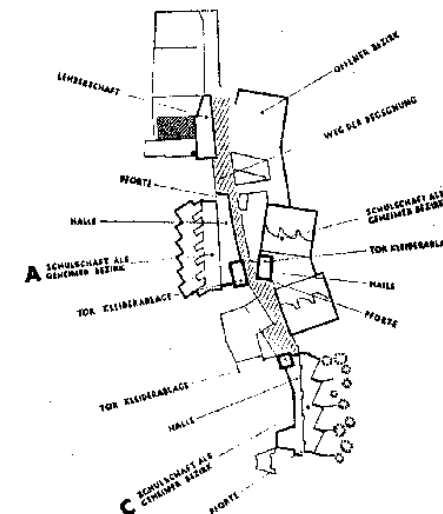 LEHRERSCHAFT
OFFENER BEZIRK
WEG DER BEGEGNUNG
PFORTE
HALLE
A SCHULSCHAFT ALS
GEHEIMER BEZIRK
TOR KLEIDERABLAGE
SCHULSCHAFT ALS
GEHEIMER BEZIRK
TOR KLEIDERABLA
HALLE
PFORTE
TOR KLEIDERABLAGE
HALLE
C SCHULSCHAFT ALS
GEHEIMER BEZIRK
PFORTE